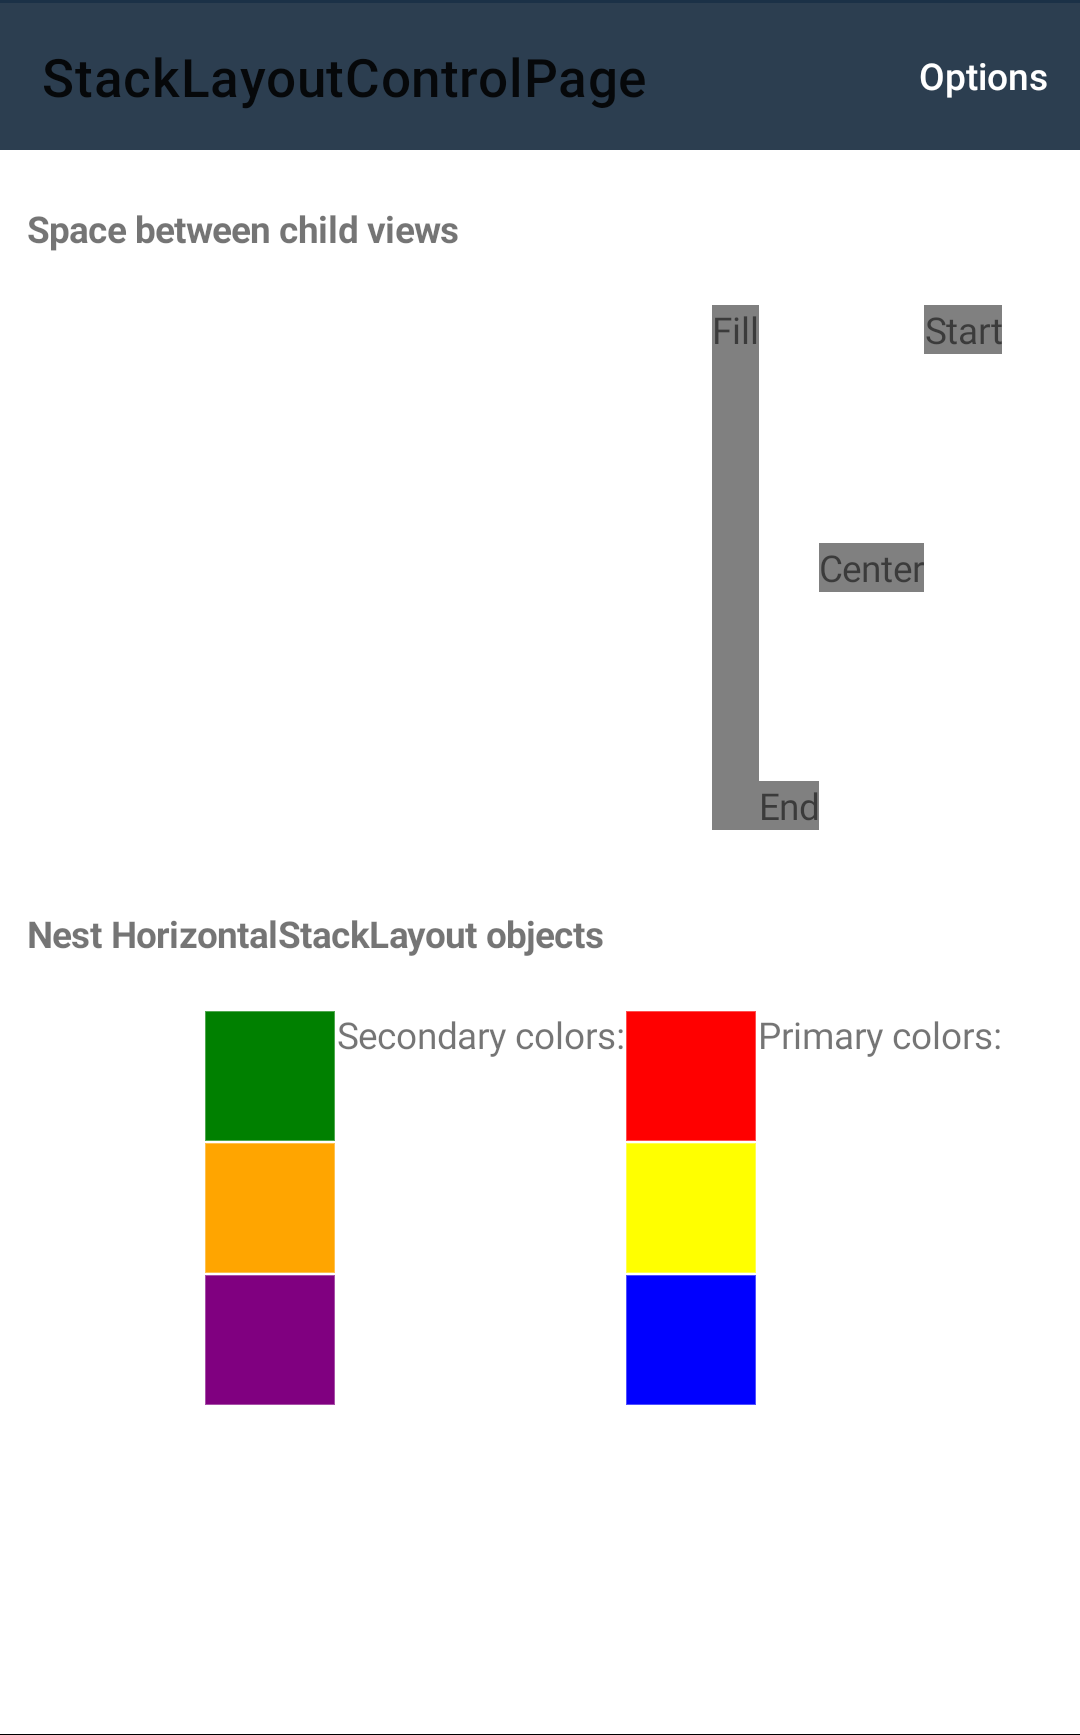 StackLayoutControlPage
Options
Space between child views
Fill
Start
Center
End
Nest HorizontalStackLayout objects
Secondary colors:
Primary colors: